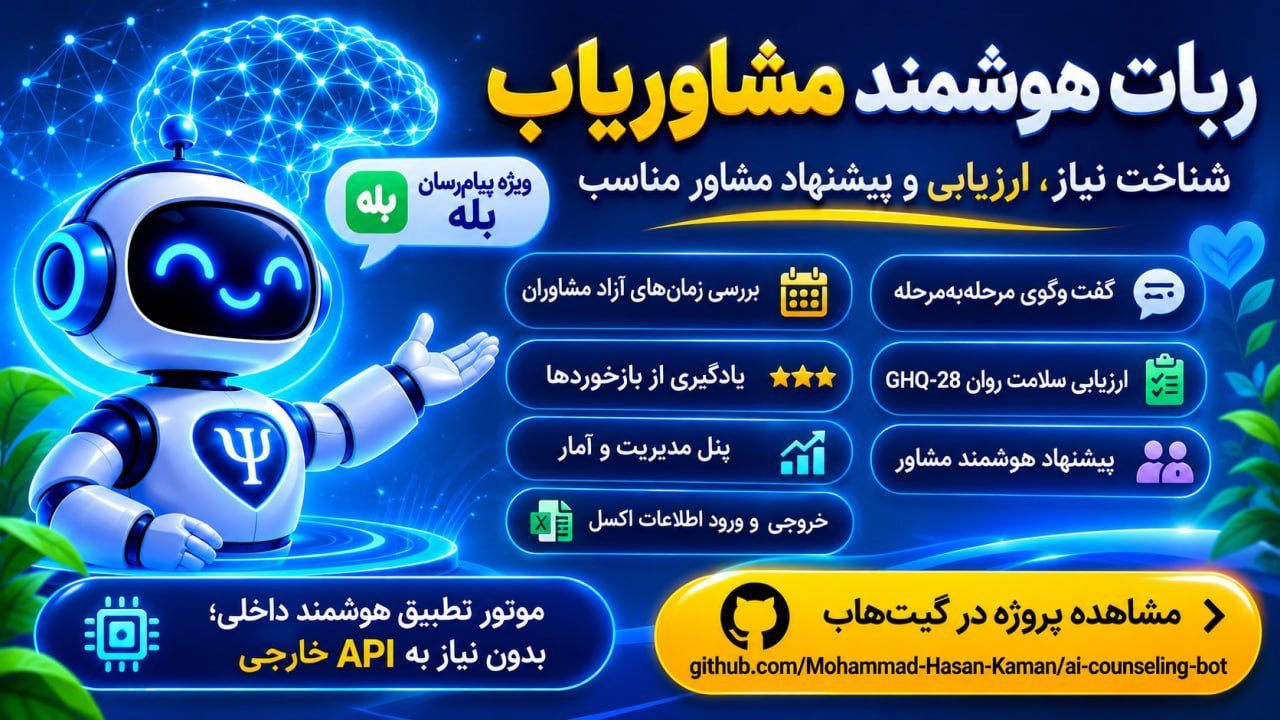 ربات هوشمند مشاوریاب
شناخت نیاز، ارزیابی و پیشنهاد مشاور مناسب
ویژه پیام‌رسان
بله
بله
گفت وگوی مرحله‌به‌مرحله
ارزیابی سلامت روان GHQ-28
پیشنهاد هوشمند مشاور
بررسی زمان‌های آزاد مشاوران
یادگیری از بازخوردها
پنل مدیریت و آمار
خروجی و ورود اطلاعات اکسل
X
Ψ
موتور تطبیق هوشمند داخلی؛
بدون نیاز به API خارجی
مشاهده پروژه در گیت‌هاب
github.com/Mohammad-Hasan-Kaman/ai-counseling-bot